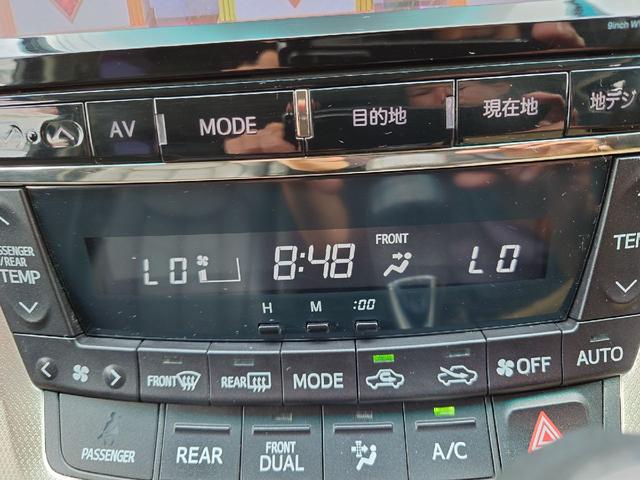 9inch
AV MODE 目的地 現在地 地デジ
PASSENGER
/REAR
TEMP
LO 8:48 FRONT LO
H M :00
FRONT REAR MODE OFF AUTO
PASSENGER REAR FRONT
DUAL A/C